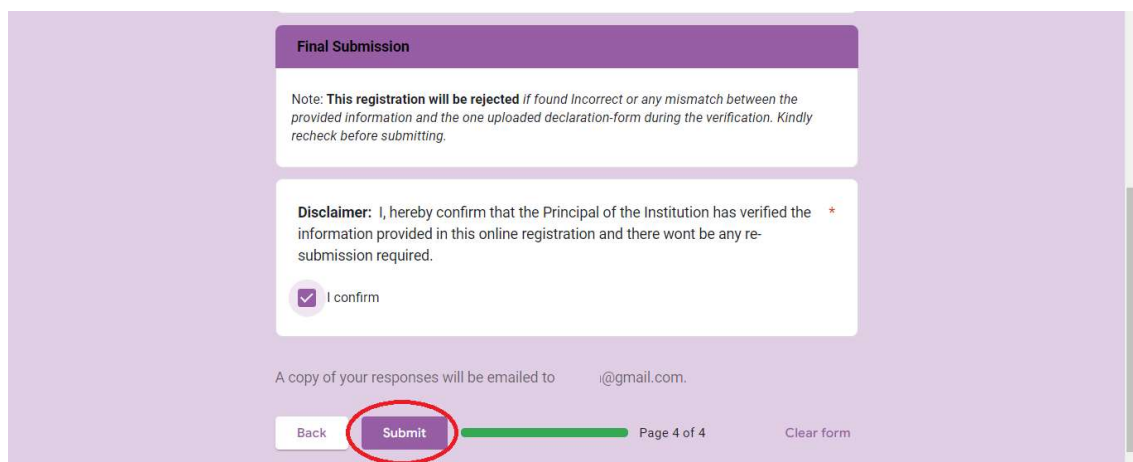 Final Submission
Note: This registration will be rejected if found Incorrect or any mismatch between the
provided information and the one uploaded declaration-form during the verification. Kindly
recheck before submitting.
Disclaimer: I, hereby confirm that the Principal of the Institution has verified the *
information provided in this online registration and there wont be any re-
submission required.
I confirm
A copy of your responses will be emailed to @gmail.com.
Back Submit Page 4 of 4 Clear form